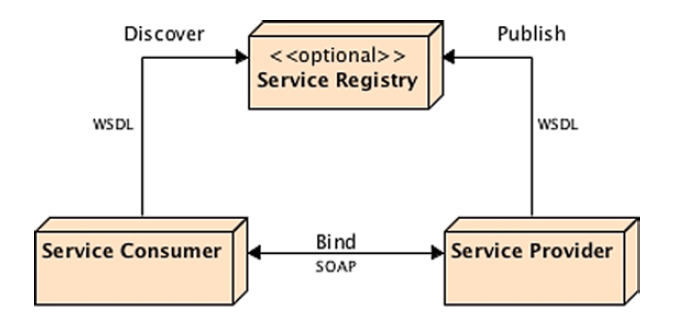 Discover
Publish
<<optional>>
Service Registry
WSDL
WSDL
Service Consumer
Bind
SOAP
Service Provider